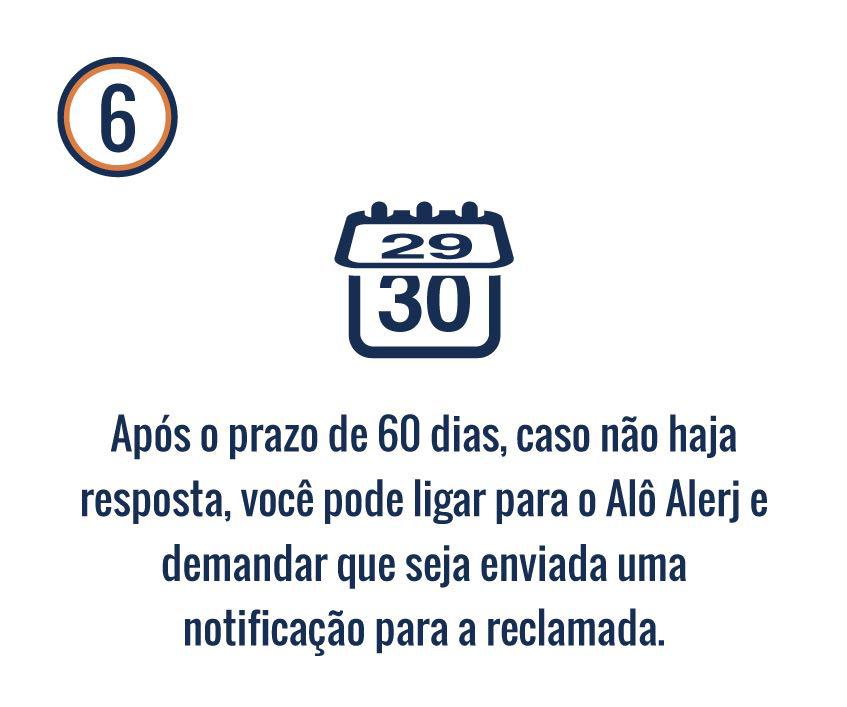 6
29
30
Após o prazo de 60 dias, caso não haja
resposta, você pode ligar para o Alô Alerj e
demandar que seja enviada uma
notificação para a reclamada.